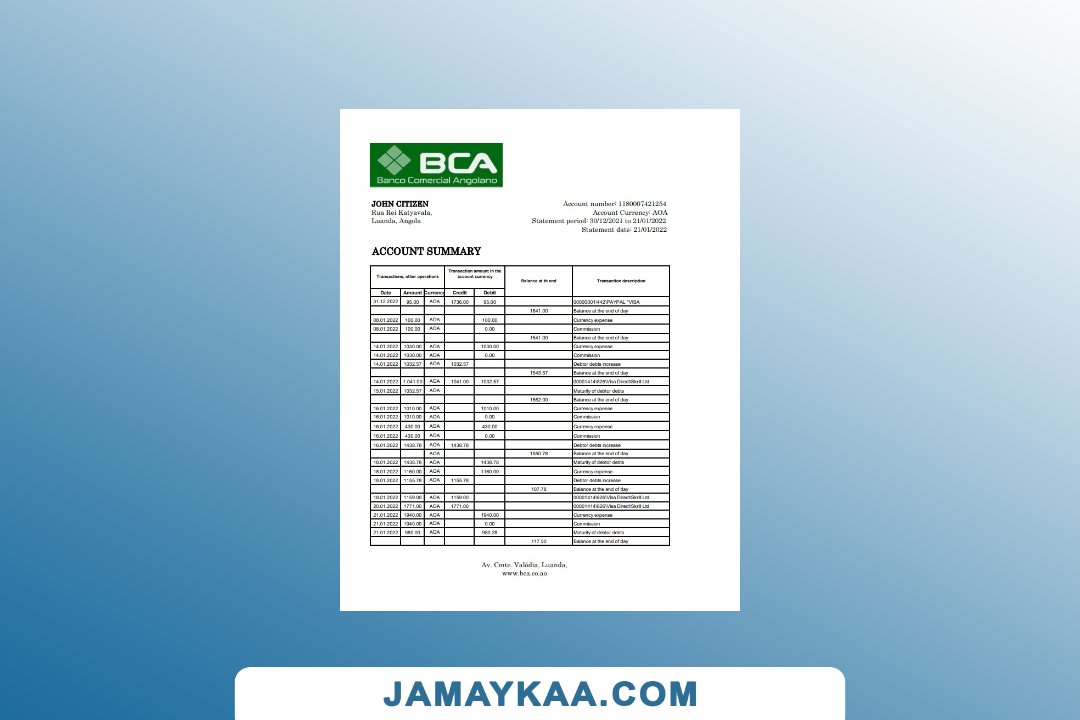 BCA
Banco Comercial Angolano
JOHN CITIZEN
Rua Rei Katyavala,
Luanda, Angola
Account number: 1180007421254
Account Currency: AOA
Statement period: 30/12/2021 to 21/01/2022
Statement date: 21/01/2022
ACCOUNT SUMMARY
Transactions, other operations
Transaction amount in the
account currency
Balance at th end
Transaction description
Date Amount Currency Credit Debit
31.12.2022 95.00 AOA 1736.00 95.00 PAYPAL *VISA
1641.00 Balance at the end of day
08.01.2022 100.00 AOA 100.00 Currency expense
08.01.2022 100.00 AOA 0.00 Commission
1541.00 Balance at the end of day
14.01.2022 1030.00 AOA 1030.00 Currency expense
14.01.2022 1030.00 AOA 0.00 Commission
14.01.2022 1032.57 AOA 1032.57 Debtor debts increase
1543.57 Balance at the end of day
14.01.2022 1 041.00 AOA 1041.00 1032.57 Direct\Skrill Ltd
15.01.2022 1032.57 AOA Maturity of debtor debts
1552.00 Balance at the end of day
16.01.2022 1010.00 AOA 1010.00 Currency expense
16.01.2022 1010.00 AOA 0.00 Commission
16.01.2022 430.00 AOA 430.00 Currency expense
16.01.2022 430.00 AOA 0.00 Commission
16.01.2022 1438.78 AOA 1438.78 Debtor debts increase
AOA 1550.78 Balance at the end of day
18.01.2022 1438.78 AOA 1438.78 Maturity of debtor debts
18.01.2022 1160.00 AOA 1160.00 Currency expense
18.01.2022 1155.78 AOA 1155.78 Debtor debts increase
107.78 Balance at the end of day
18.01.2022 1159.00 AOA 1159.00 Direct\Skrill Ltd
20.01.2022 1771.00 AOA 1771.00 Direct\Skrill Ltd
21.01.2022 1940.00 AOA 1940.00 Currency expense
21.01.2022 1940.00 AOA 0.00 Commission
21.01.2022 980.00 AOA 980.28 Maturity of debtor debts
117.50 Balance at the end of day
Av. Cmte. Valódia, Luanda,
www.bca.co.ao
JAMAYKAA.COM